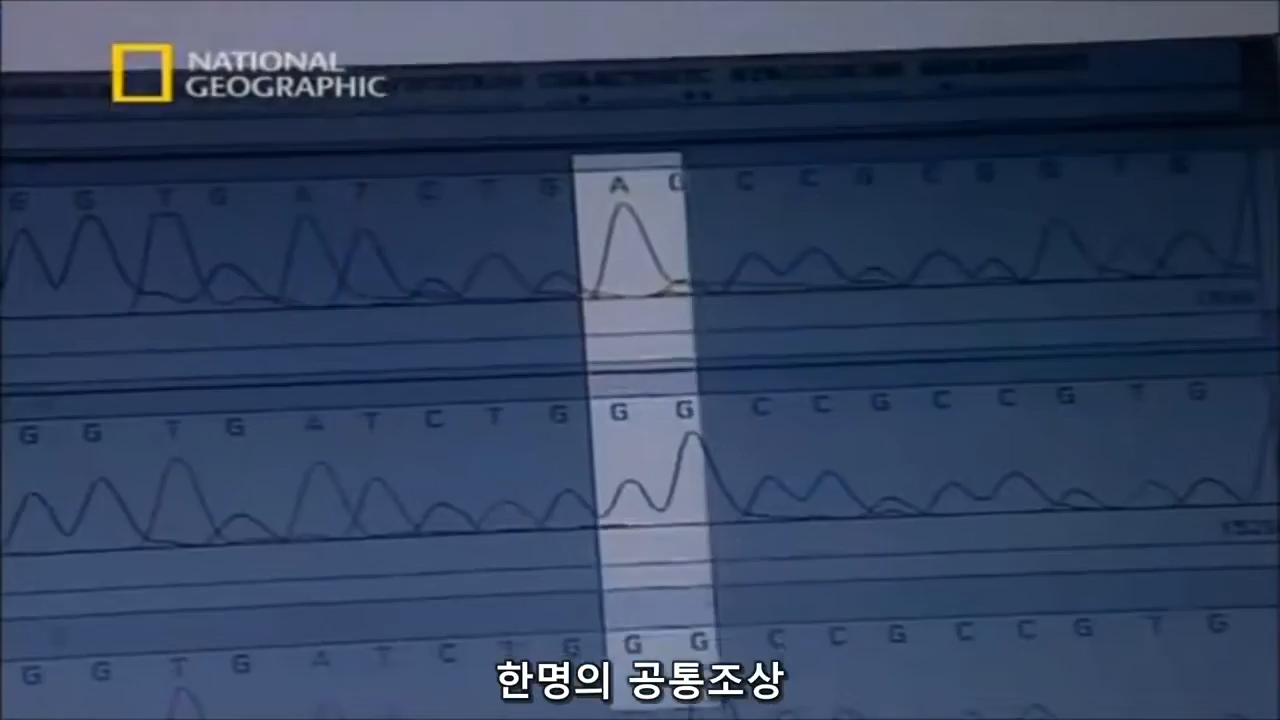 NATIONAL
GEOGRAPHIC
G G T G A T C T G A G C C G C G G T G
G G T G A T C T G G G C C G C C G T G
G G T G A T C T G G G C C G C C G T G
한명의 공통조상